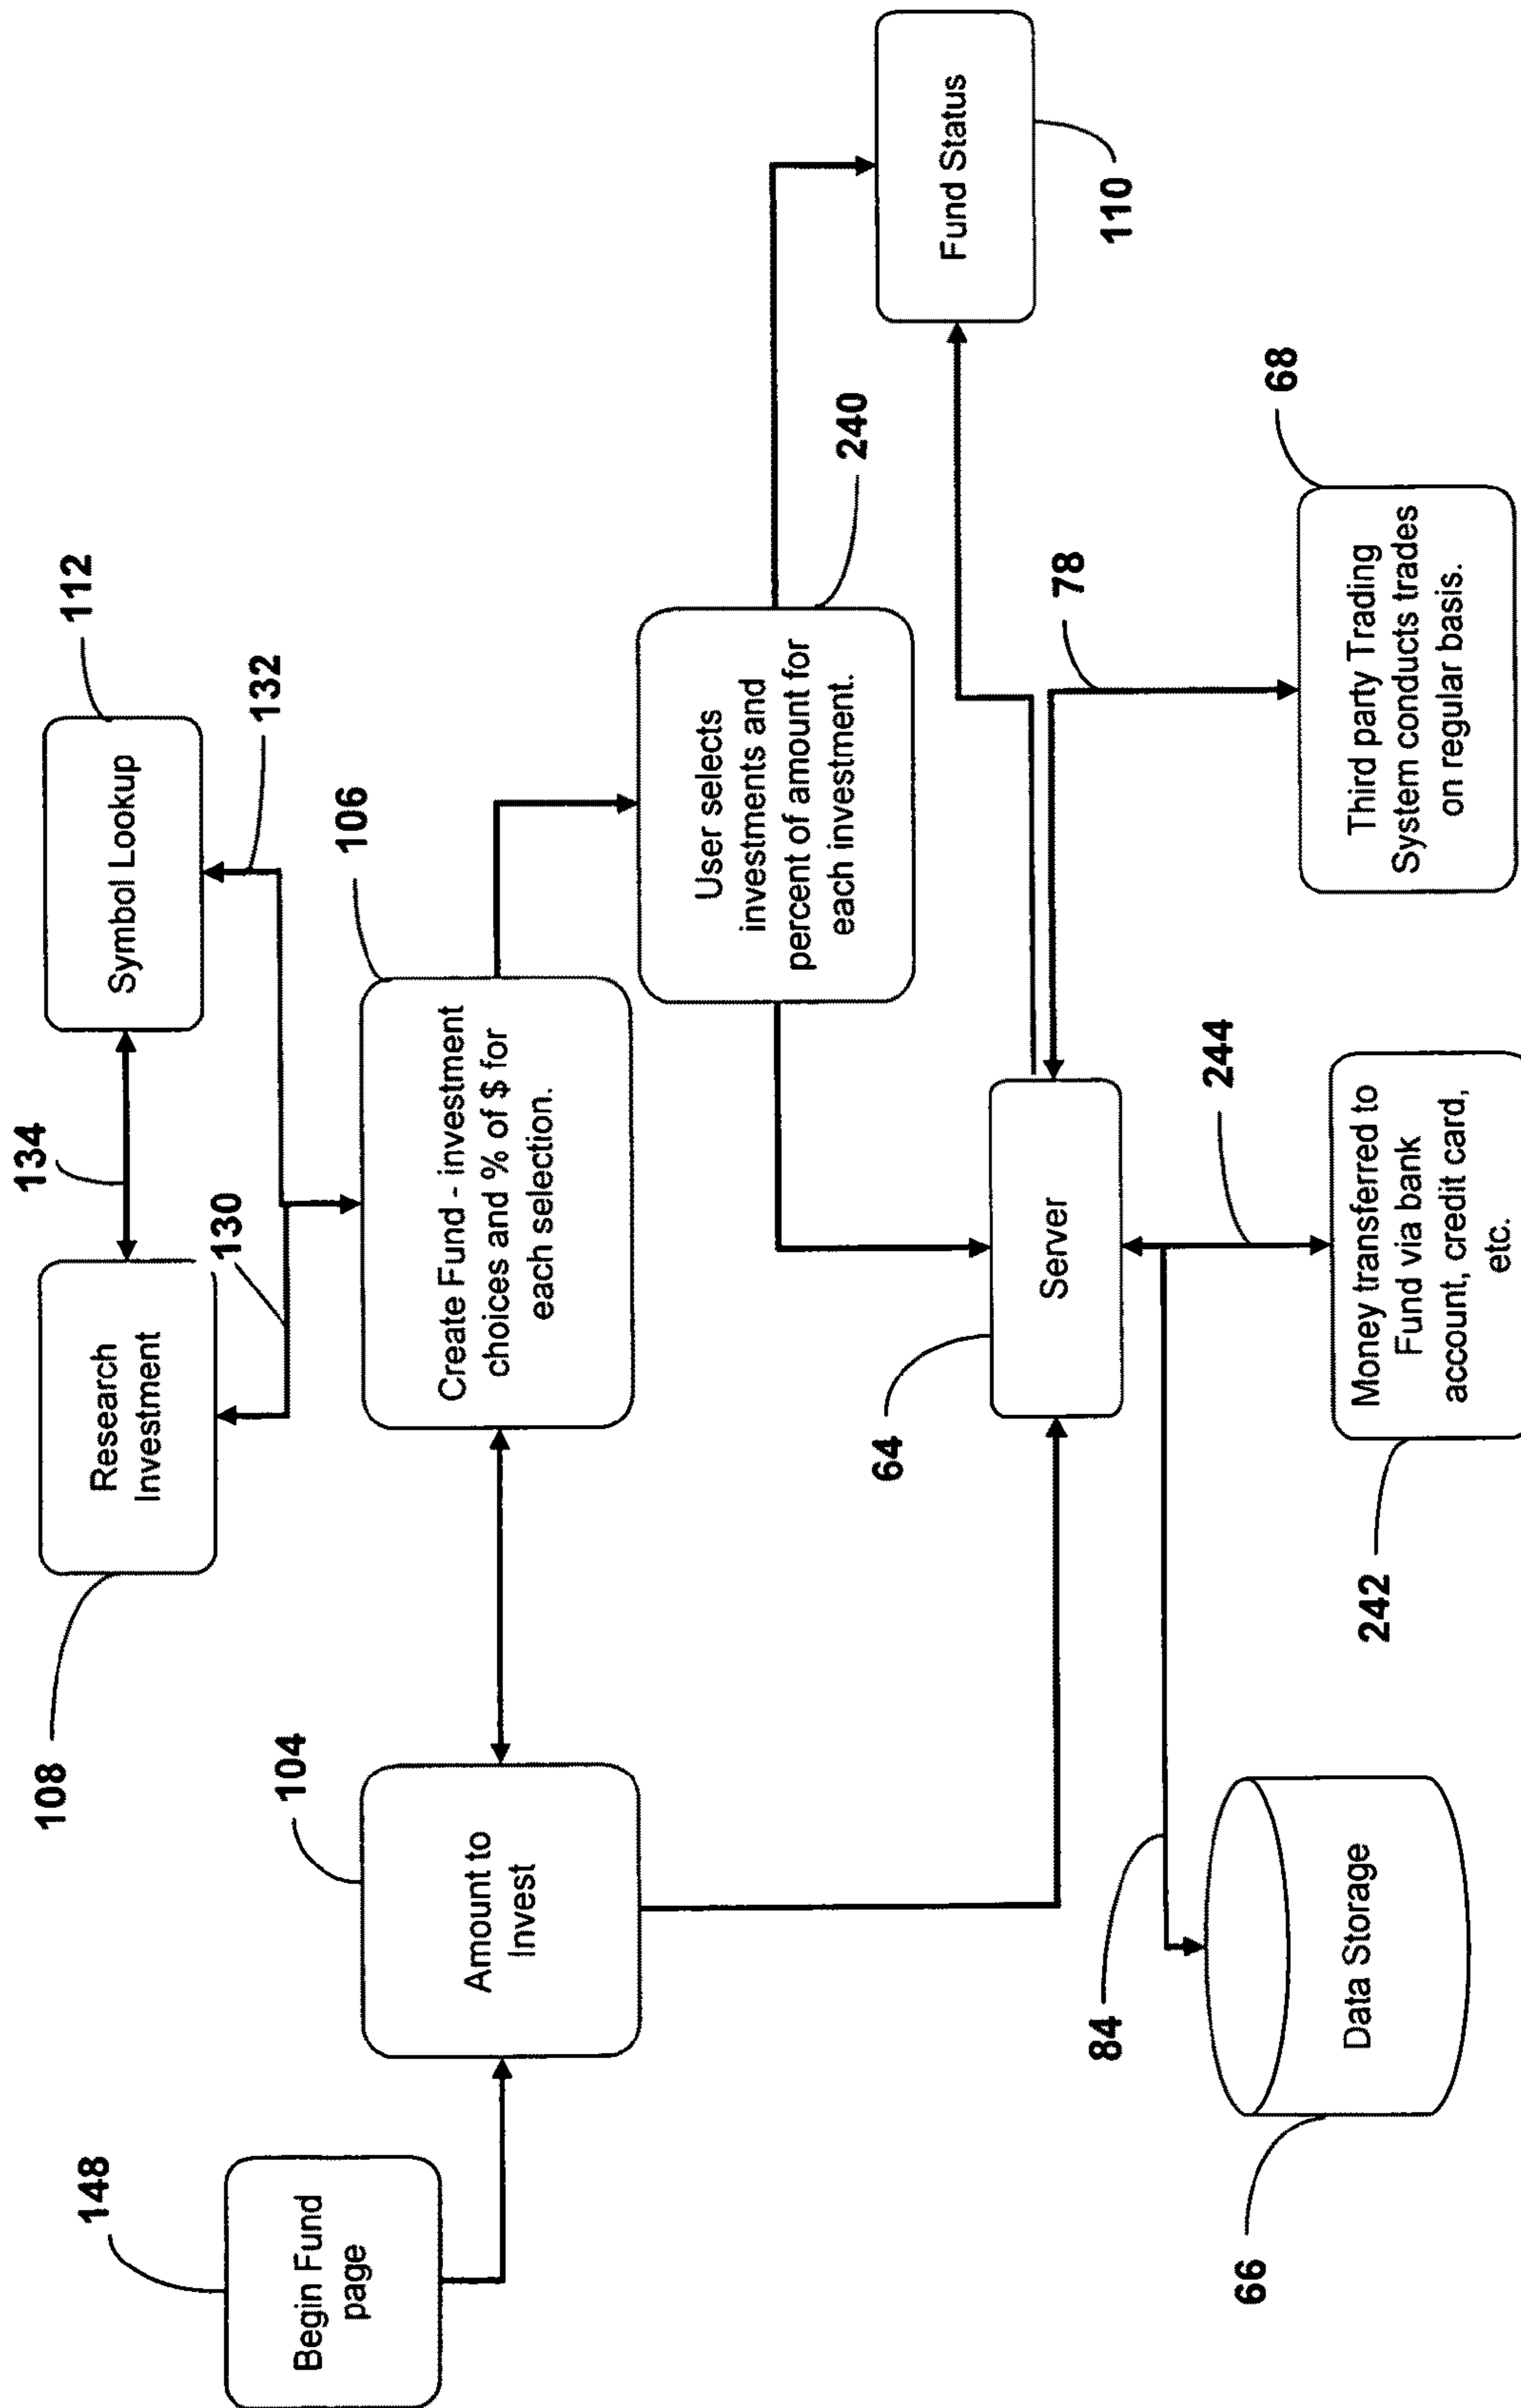 134
Research
Investment
108
Symbol Lookup
112
132
130
106
Create Fund - investment
choices and % of $ for
each selection.
148
Begin Fund
page
104
Amount to
Invest
User selects
investments and
percent of amount for
each investment.
240
Fund Status
110
64
Server
78
68
Third party Trading
System conducts trades
on regular basis.
84
66
Data Storage
244
242
Money transferred to
Fund via bank
account, credit card,
etc.